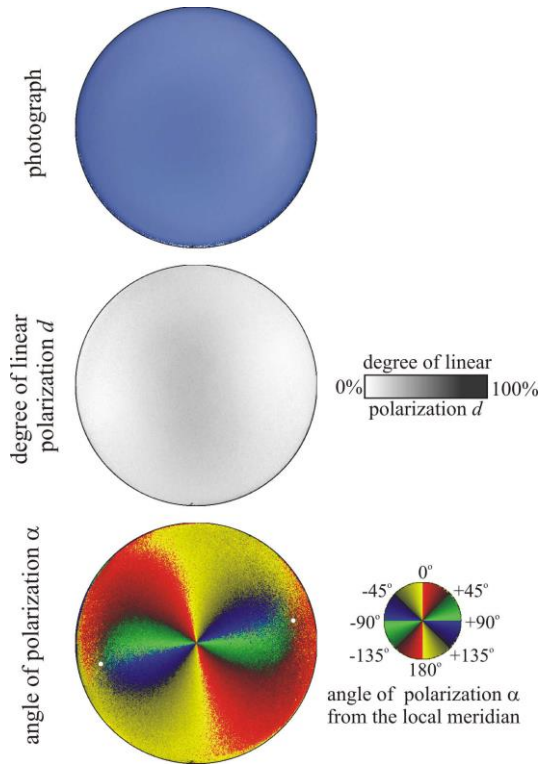 photograph
degree of linear
polarization d
degree of linear
0%
100%
polarization d
angle of polarization α
0°
-45°
+45°
-90°
+90°
-135°
+135°
180°
angle of polarization α
from the local meridian